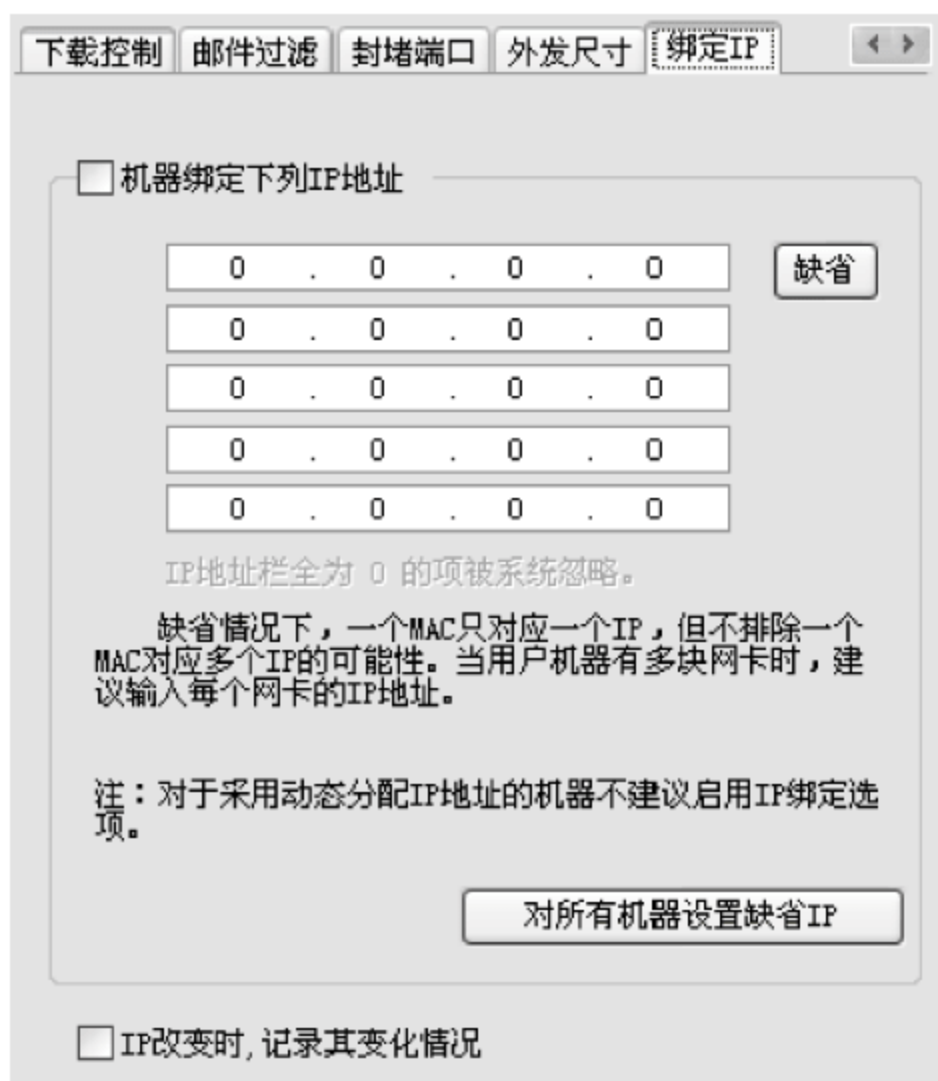 下载控制 邮件过滤 封堵端口 外发尺寸 绑定IP
机器绑定下列IP地址
0 . 0 . 0 . 0 缺省
0 . 0 . 0 . 0
0 . 0 . 0 . 0
0 . 0 . 0 . 0
0 . 0 . 0 . 0
IP地址栏全为 0 的项被系统忽略。
缺省情况下，一个MAC只对应一个IP，但不排除一个
MAC对应多个IP的可能性。当用户机器有多块网卡时，建
议输入每个网卡的IP地址。
注：对于采用动态分配IP地址的机器不建议启用IP绑定选
项。
对所有机器设置缺省IP
IP改变时,记录其变化情况